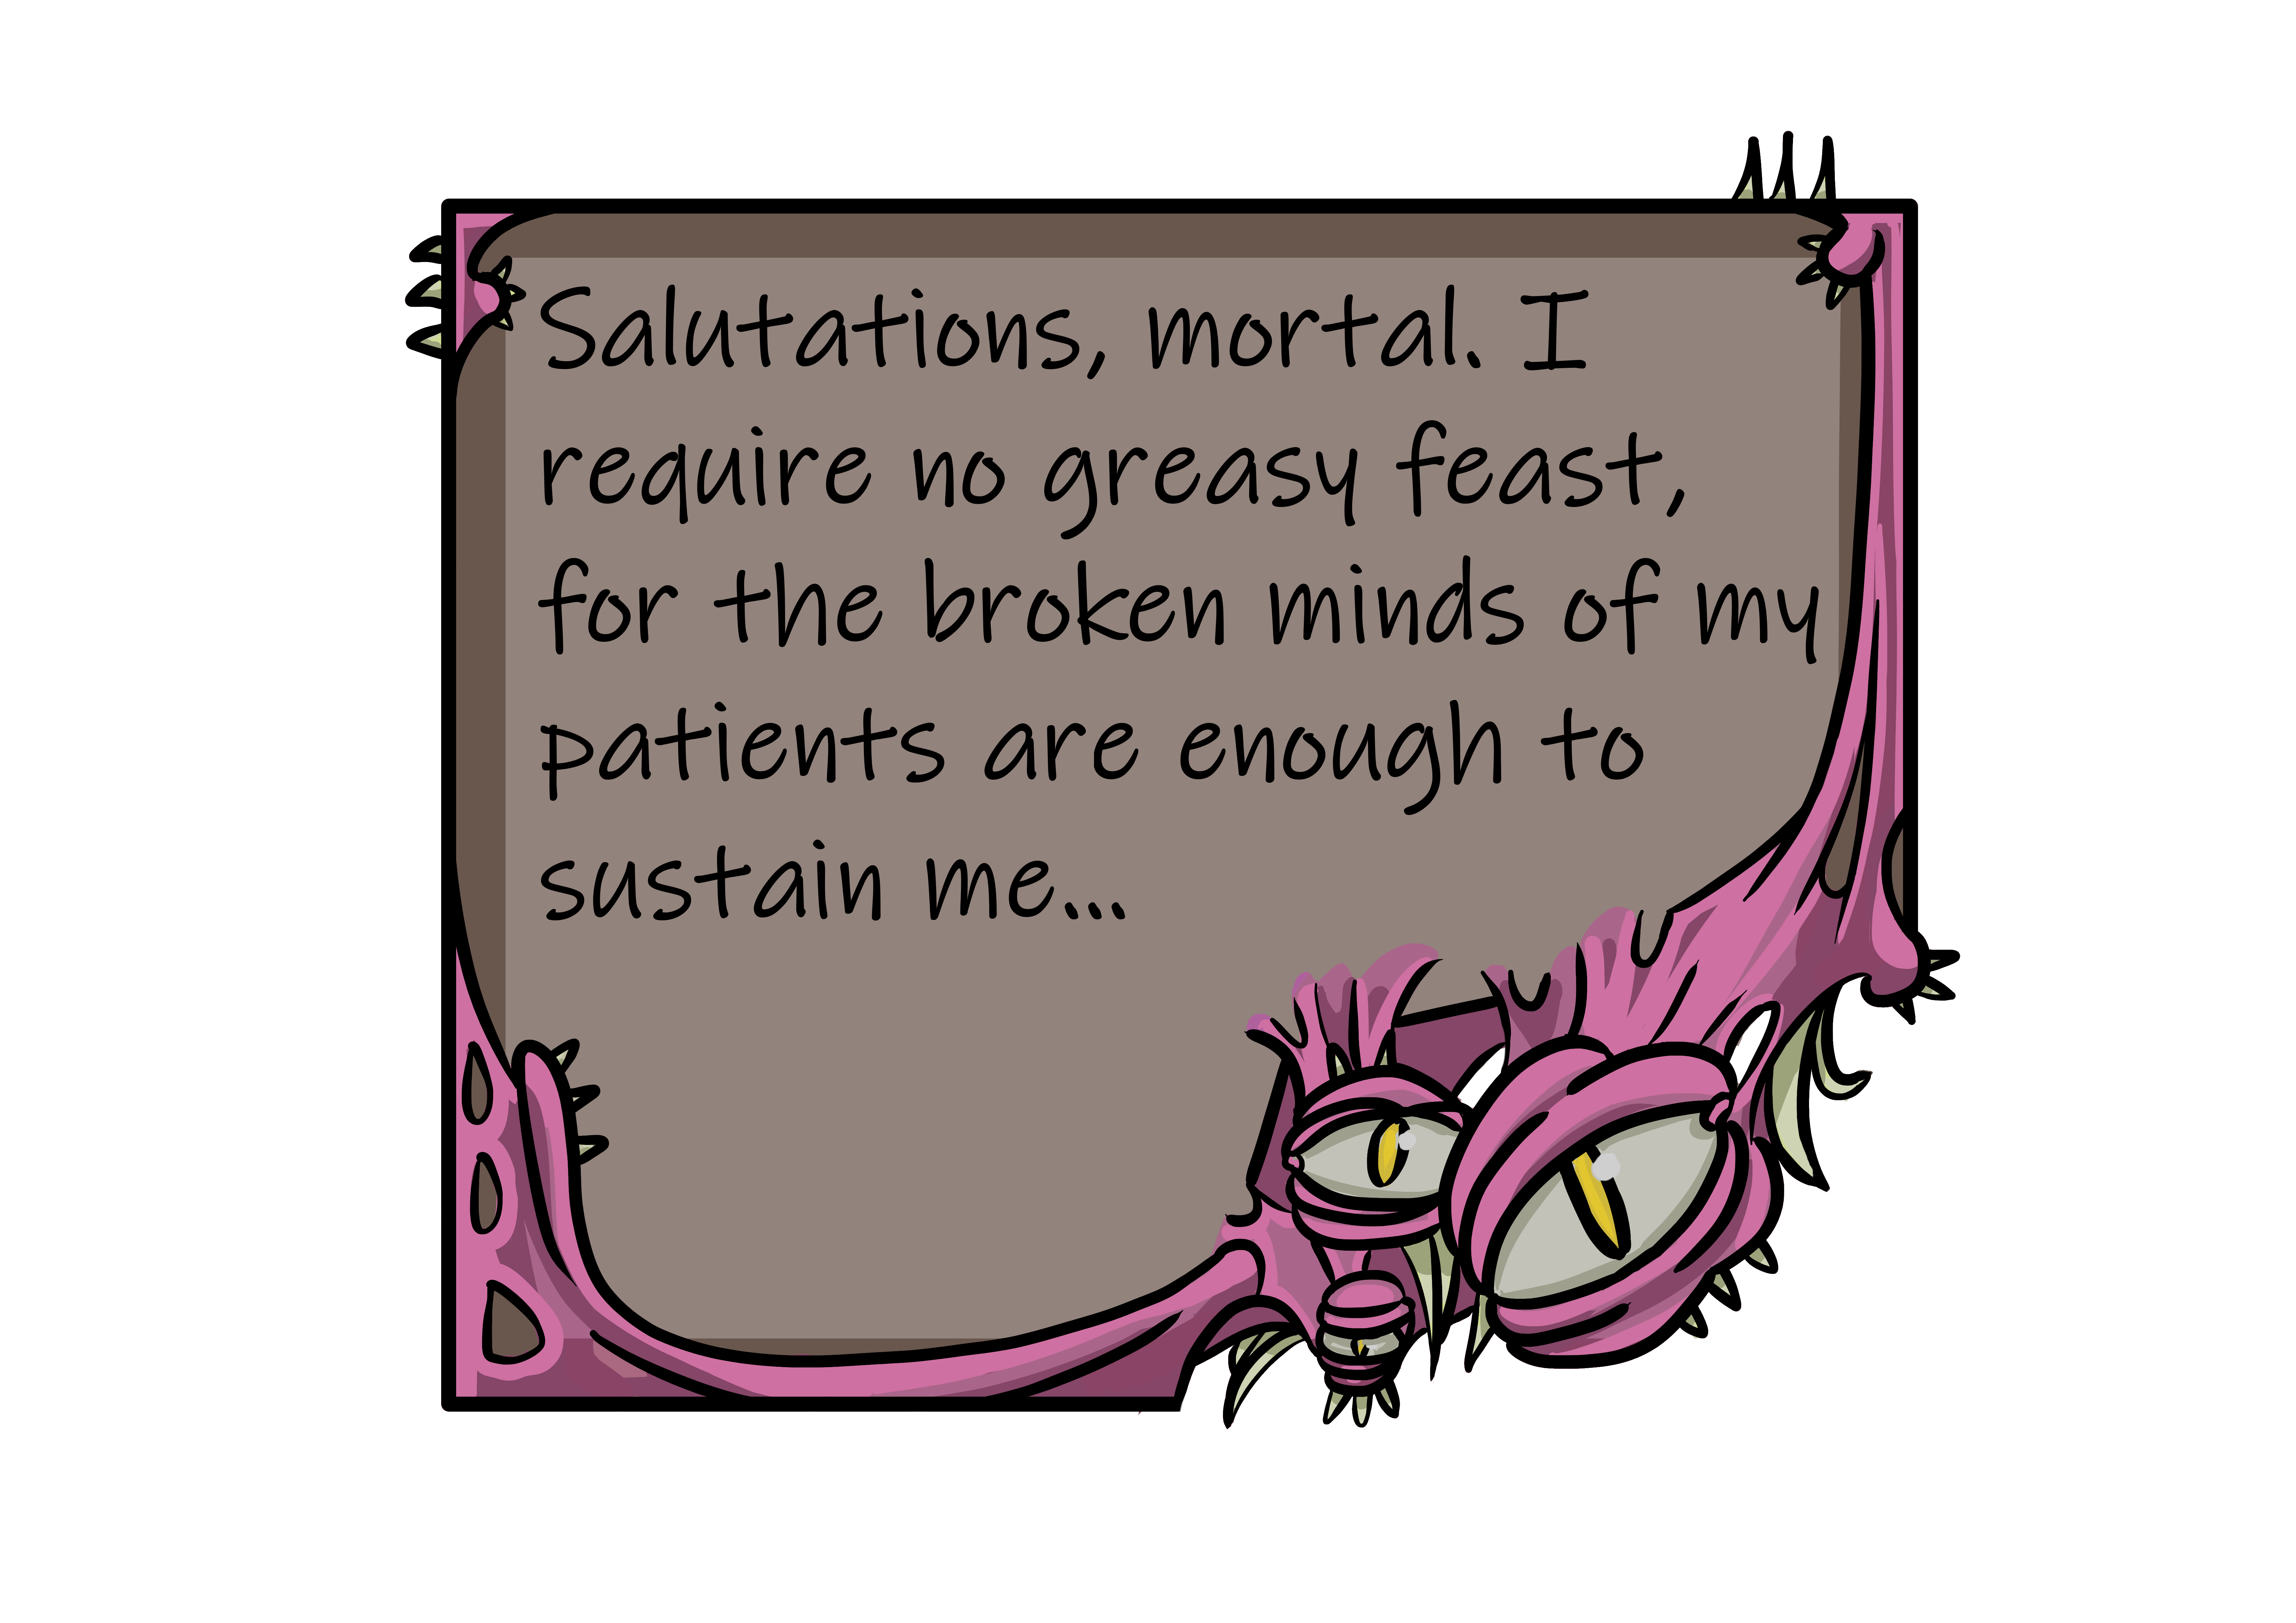 Salutations, mortal. I
require no greasy feast,
for the broken minds of my
patients are enough to
sustain me...